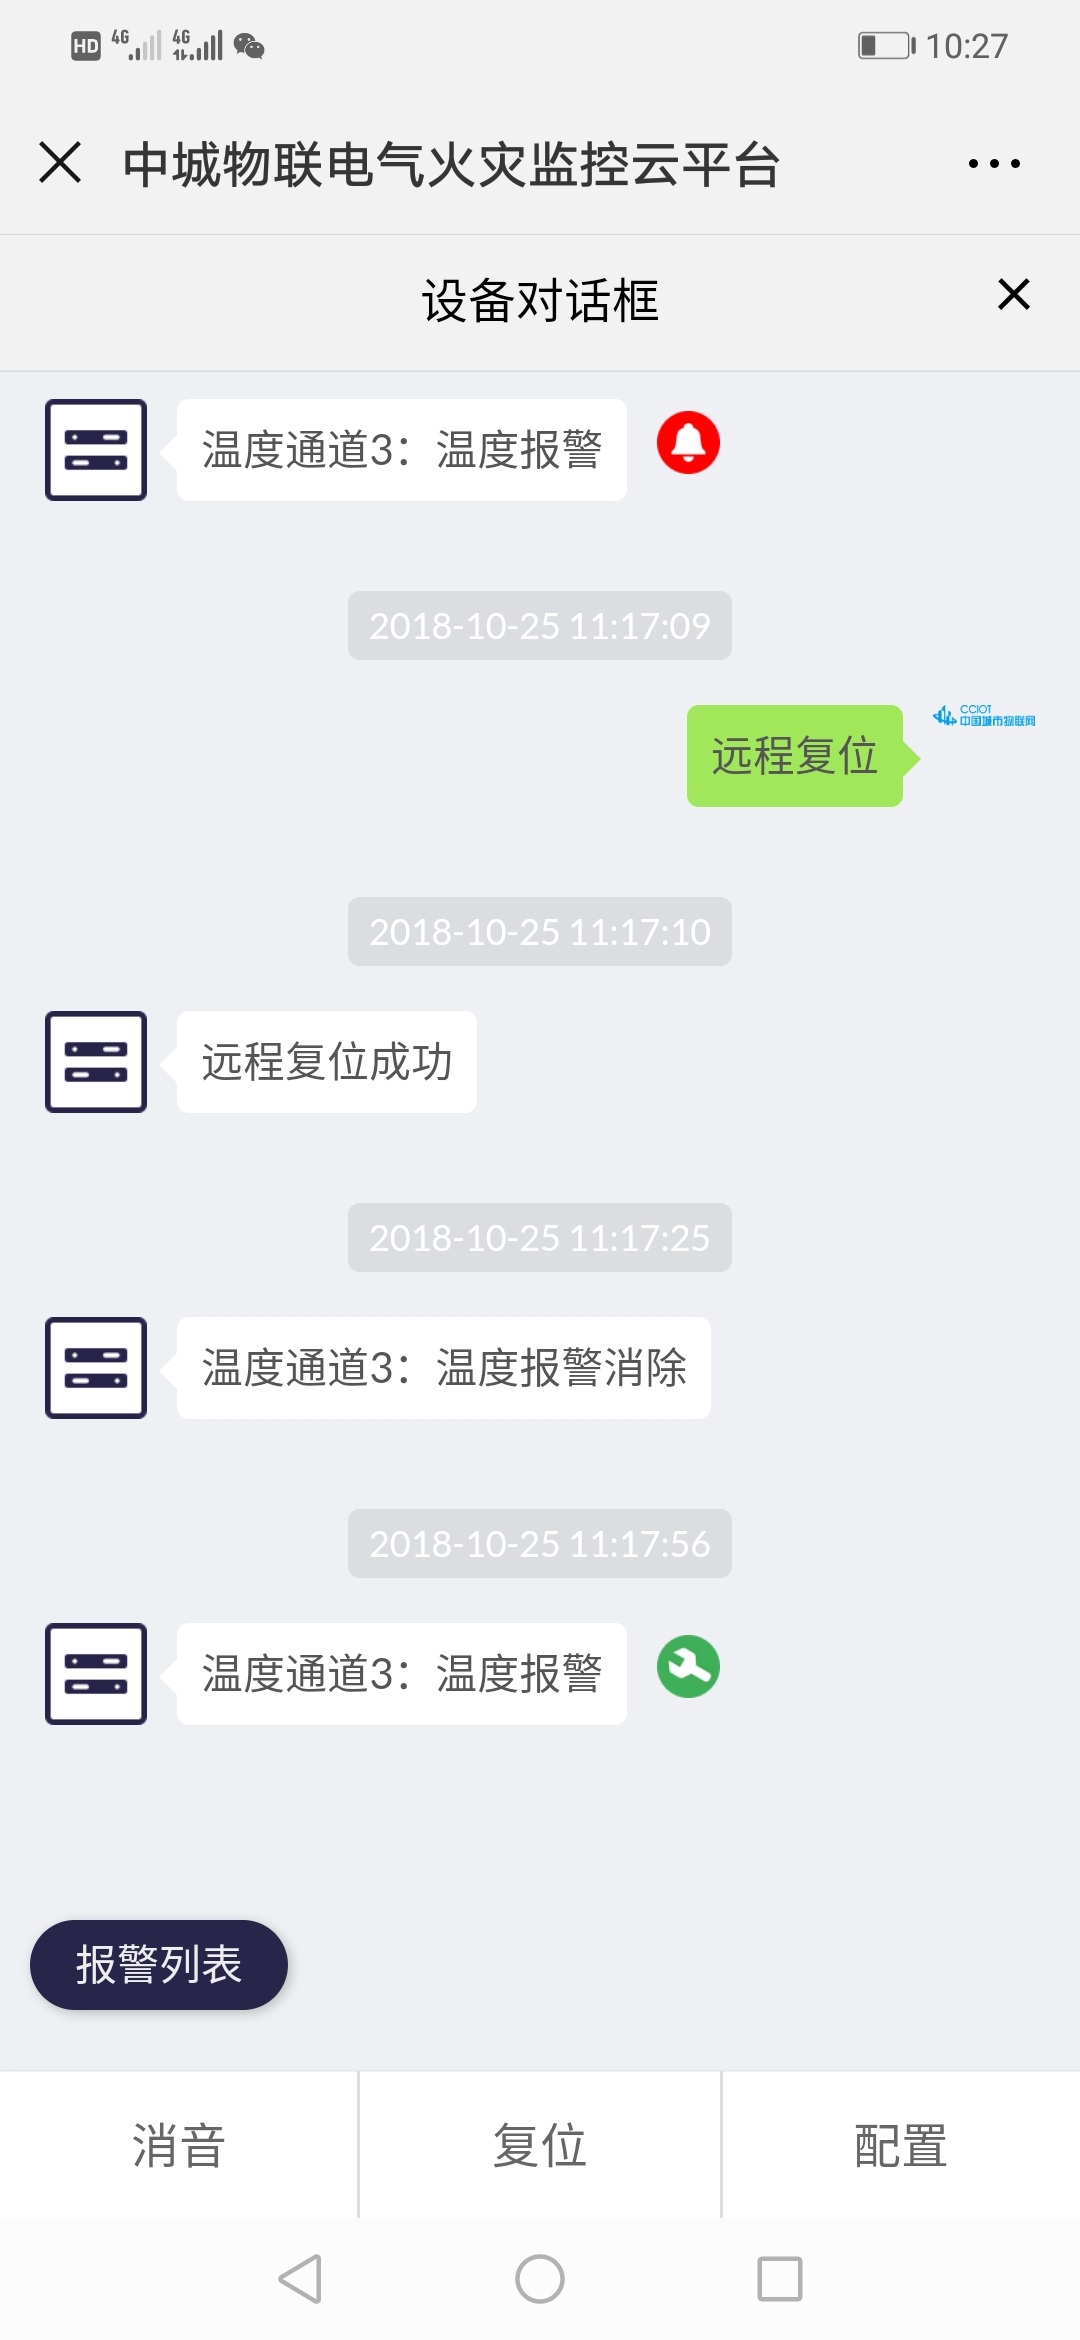 HD 4G 4G 10:27
中城物联电气火灾监控云平台
设备对话框
温度通道3：温度报警
2018-10-25 11:17:09
远程复位
CCIOT
中国城市物联网
2018-10-25 11:17:10
远程复位成功
2018-10-25 11:17:25
温度通道3：温度报警消除
2018-10-25 11:17:56
温度通道3：温度报警
报警列表
消音 复位 配置